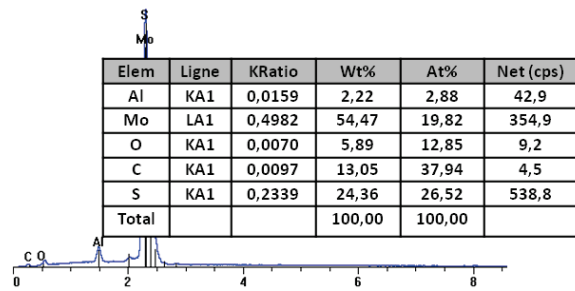 S
Mo
Elem Ligne KRatio Wt% At% Net (cps)
Al KA1 0,0159 2,22 2,88 42,9
Mo LA1 0,4982 54,47 19,82 354,9
O KA1 0,0070 5,89 12,85 9,2
C KA1 0,0097 13,05 37,94 4,5
S KA1 0,2339 24,36 26,52 538,8
Total 100,00 100,00
C O Al
0 2 4 6 8